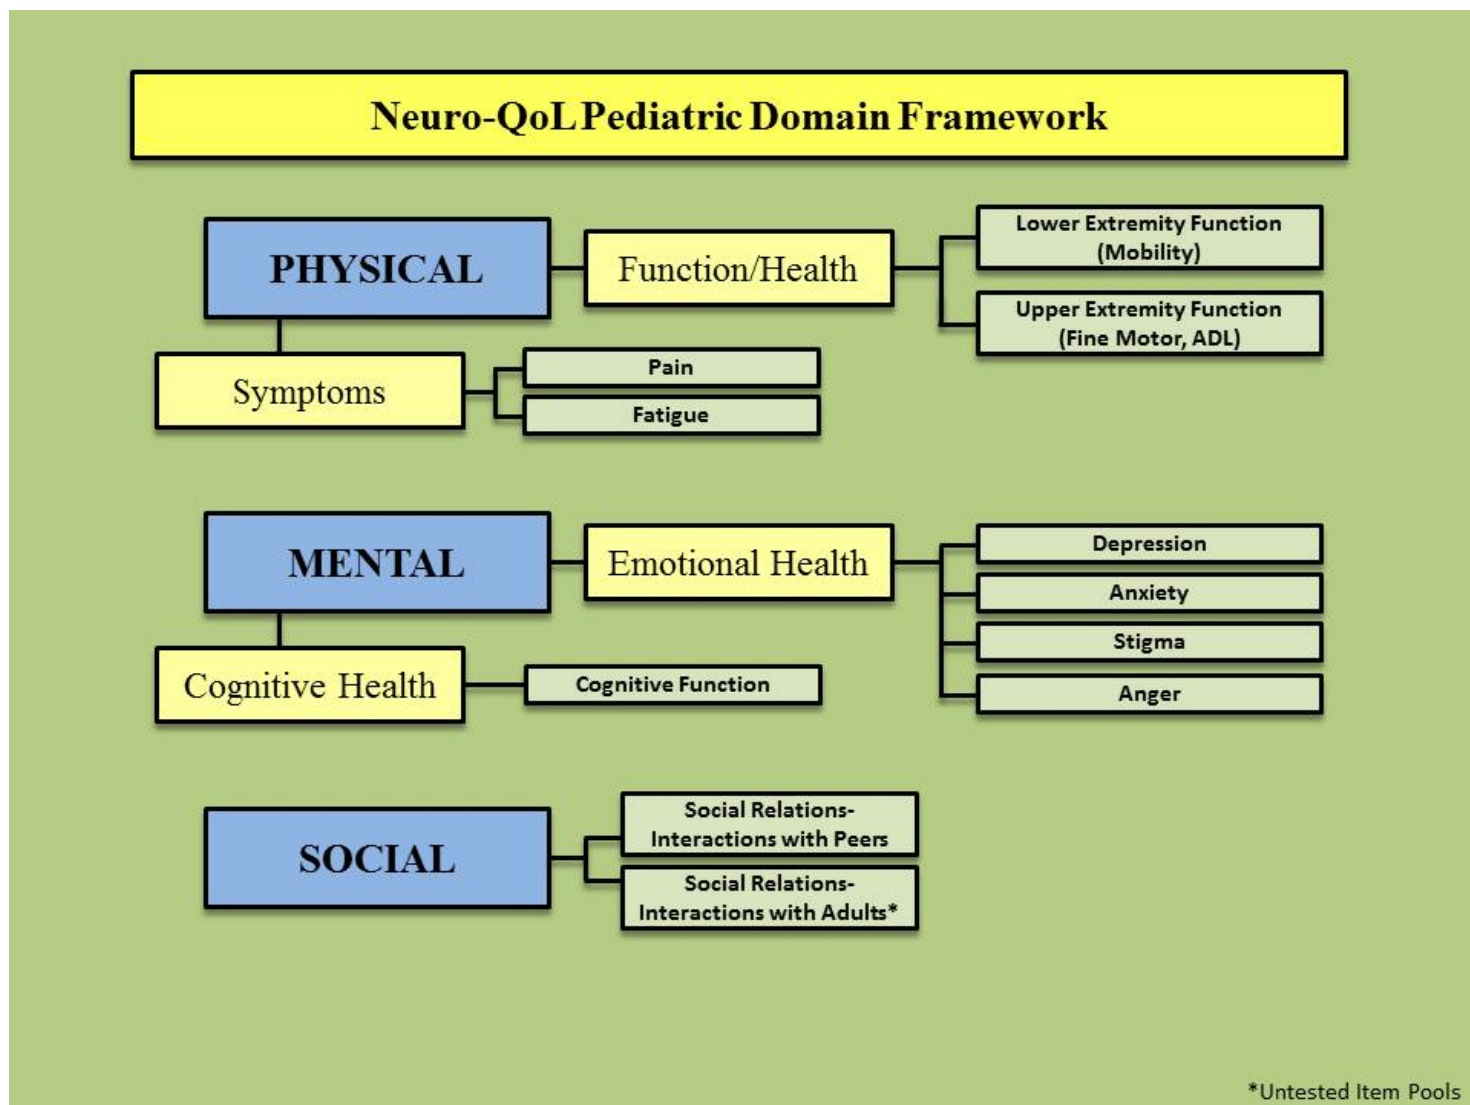 Neuro-QoL Pediatric Domain Framework
PHYSICAL
Function/Health
Lower Extremity Function
(Mobility)
Upper Extremity Function
(Fine Motor, ADL)
Symptoms
Pain
Fatigue
MENTAL
Emotional Health
Depression
Anxiety
Stigma
Anger
Cognitive Health
Cognitive Function
SOCIAL
Social Relations-
Interactions with Peers
Social Relations-
Interactions with Adults*
*Untested Item Pools